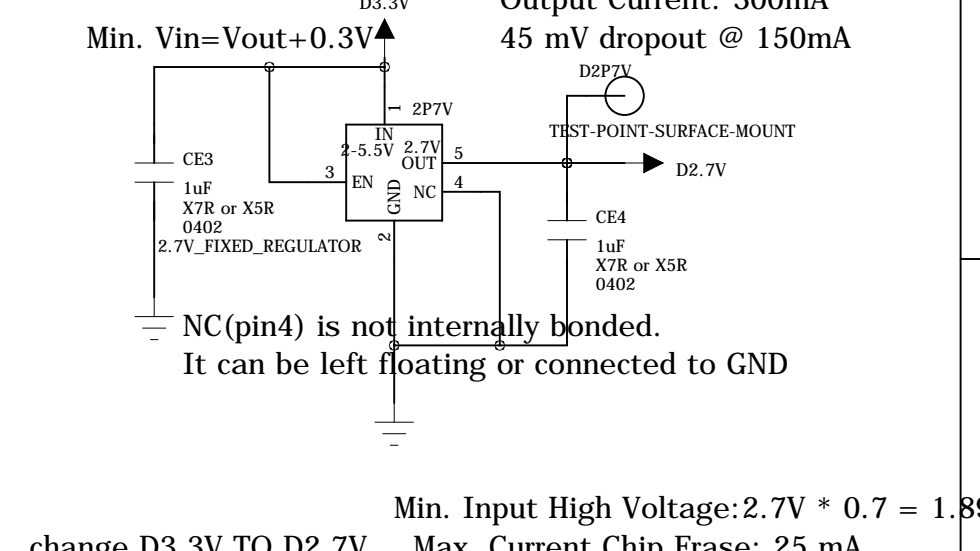 D3.3V
Output Current: 300mA
Min. Vin=Vout+0.3V
45 mV dropout @ 150mA
D2P7V
1
2P7V
TEST-POINT-SURFACE-MOUNT
IN
2-5.5V
2.7V
OUT
5
D2.7V
CE3
3
EN
GND
NC
4
1uF
X7R or X5R
0402
2.7V_FIXED_REGULATOR
2
CE4
1uF
X7R or X5R
0402
NC(pin4) is not internally bonded.
It can be left floating or connected to GND
Min. Input High Voltage:2.7V * 0.7 = 1.89
change D3.3V TO D2.7V
Max. Current Chip Erase: 25 mA